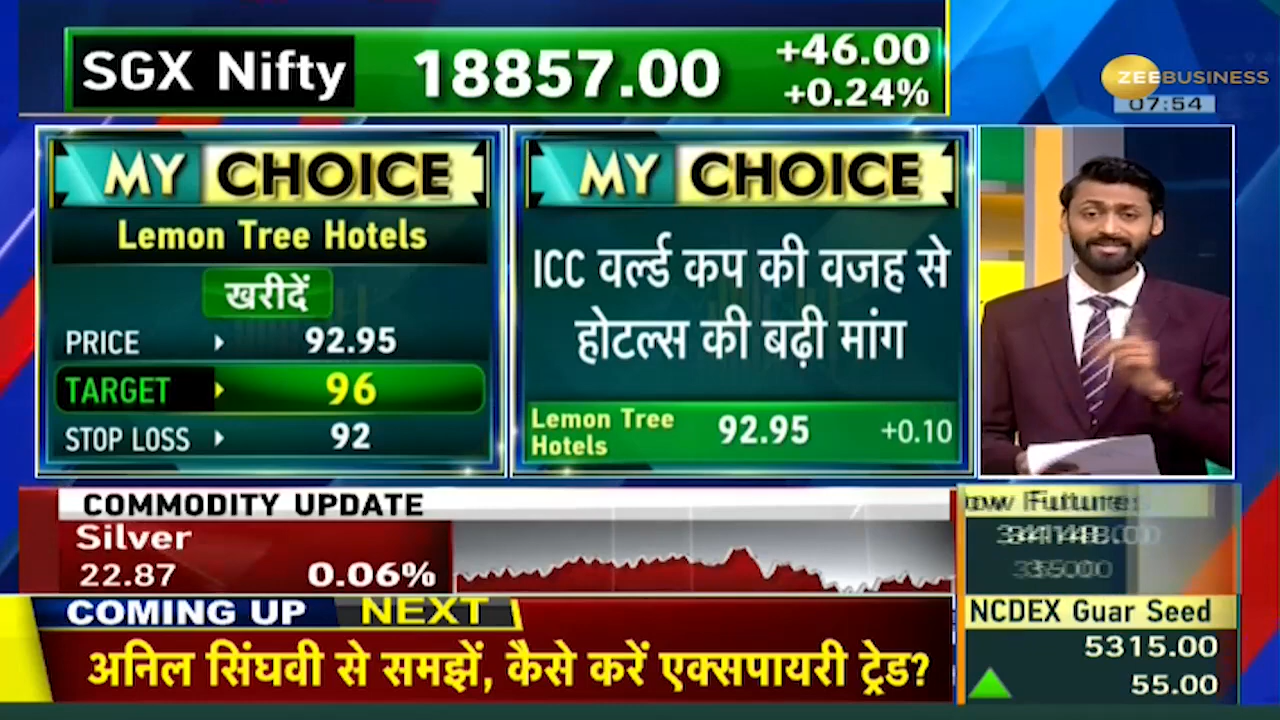 SGX Nifty
18857.00
+46.00
+0.24%
ZEEBUSINESS
07:54
MY CHOICE
Lemon Tree Hotels
खरीदें
PRICE 92.95
TARGET 96
STOP LOSS 92
MY CHOICE
ICC वर्ल्ड कप की वजह से
होटल्स की बढ़ी मांग
Lemon Tree
Hotels
92.95
+0.10
COMMODITY UPDATE
Silver
22.87 0.06%
COMING UP NEXT
अनिल सिंघवी से समझें, कैसे करें एक्सपायरी ट्रेड?
NCDEX Guar Seed
5315.00
55.00